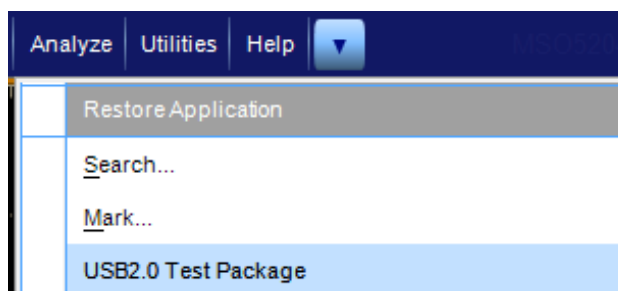 Analyze Utilities Help
Restore Application
Search...
Mark...
USB2.0 Test Package